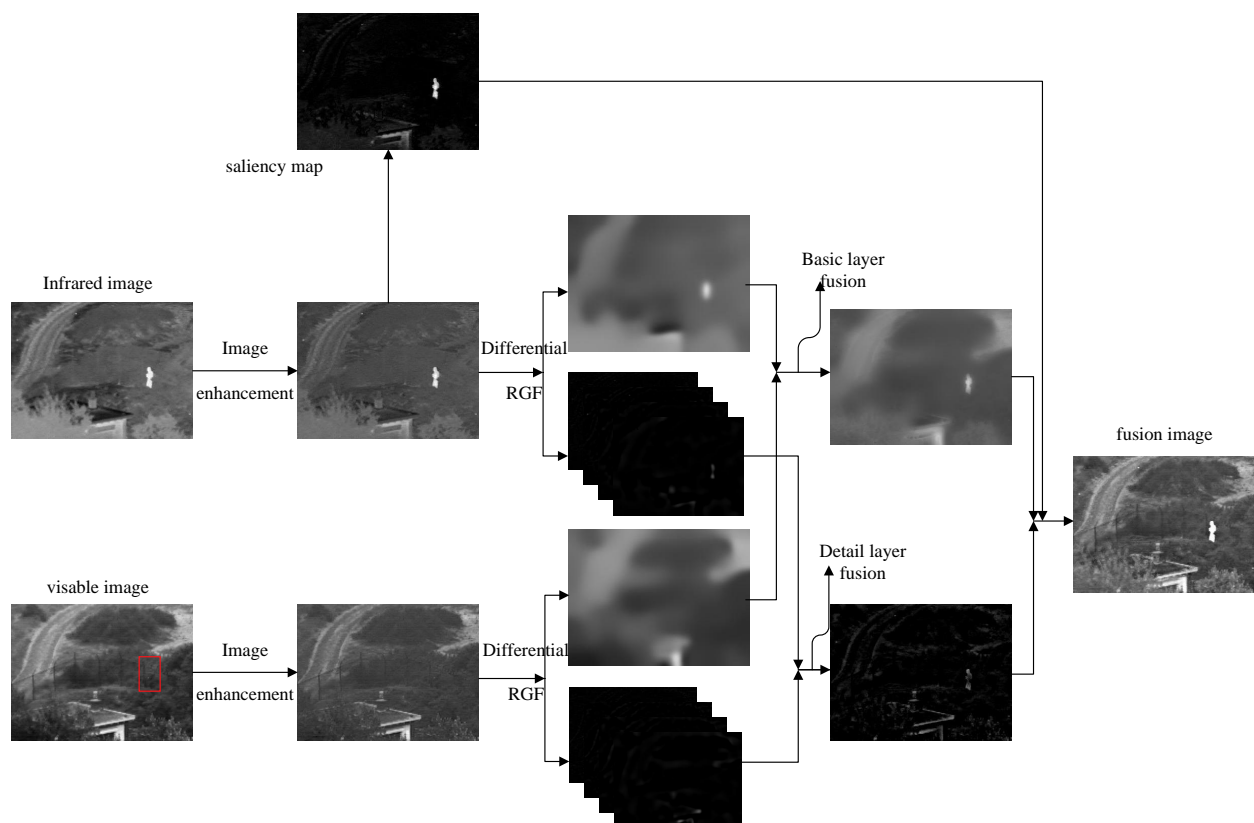 saliency map
Infrared image
Image
enhancement
Differential
RGF
Basic layer
fusion
fusion image
visable image
Image
enhancement
Differential
RGF
Detail layer
fusion